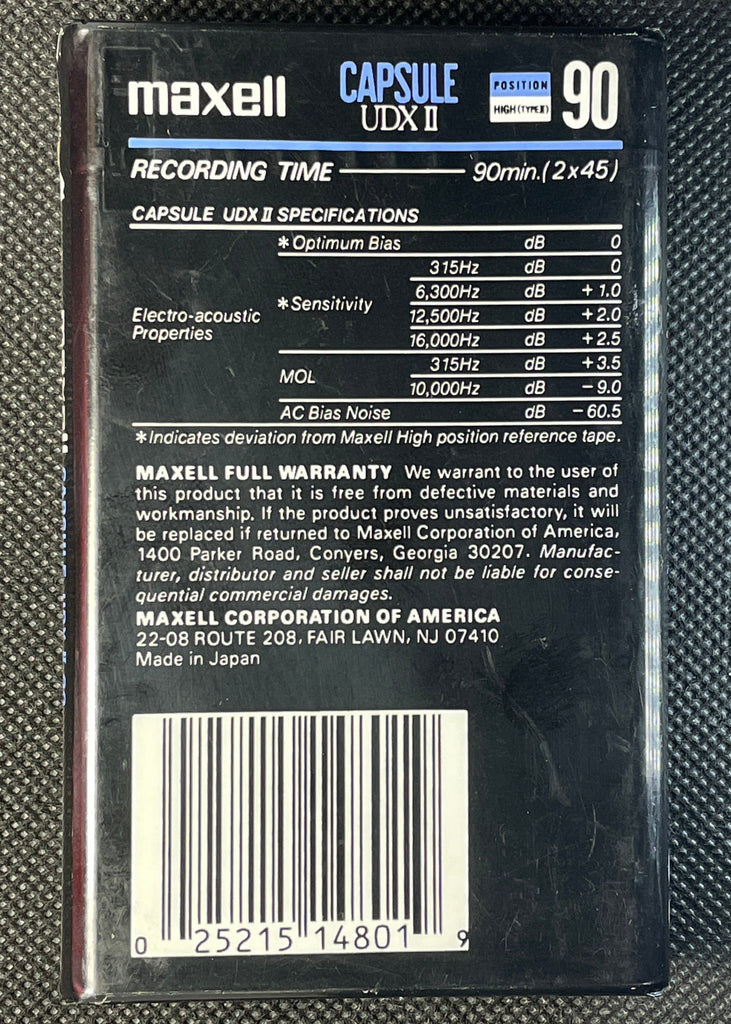 maxell CAPSULE UDX II POSITION HIGH (TYPE II) 90
RECORDING TIME 90min.(2x45)
CAPSULE UDX II SPECIFICATIONS
Electro-acoustic Properties
*Optimum Bias dB 0
*Sensitivity
315Hz dB 0
6,300Hz dB +1.0
12,500Hz dB +2.0
16,000Hz dB +2.5
MOL
315Hz dB +3.5
10,000Hz dB -9.0
AC Bias Noise dB -60.5
*Indicates deviation from Maxell High position reference tape.
MAXELL FULL WARRANTY We warrant to the user of
this product that it is free from defective materials and
workmanship. If the product proves unsatisfactory, it will
be replaced if returned to Maxell Corporation of America,
1400 Parker Road, Conyers, Georgia 30207. Manufac-
turer, distributor and seller shall not be liable for conse-
quential commercial damages.
MAXELL CORPORATION OF AMERICA
22-08 ROUTE 208, FAIR LAWN, NJ 07410
Made in Japan
0 25215 14801 9